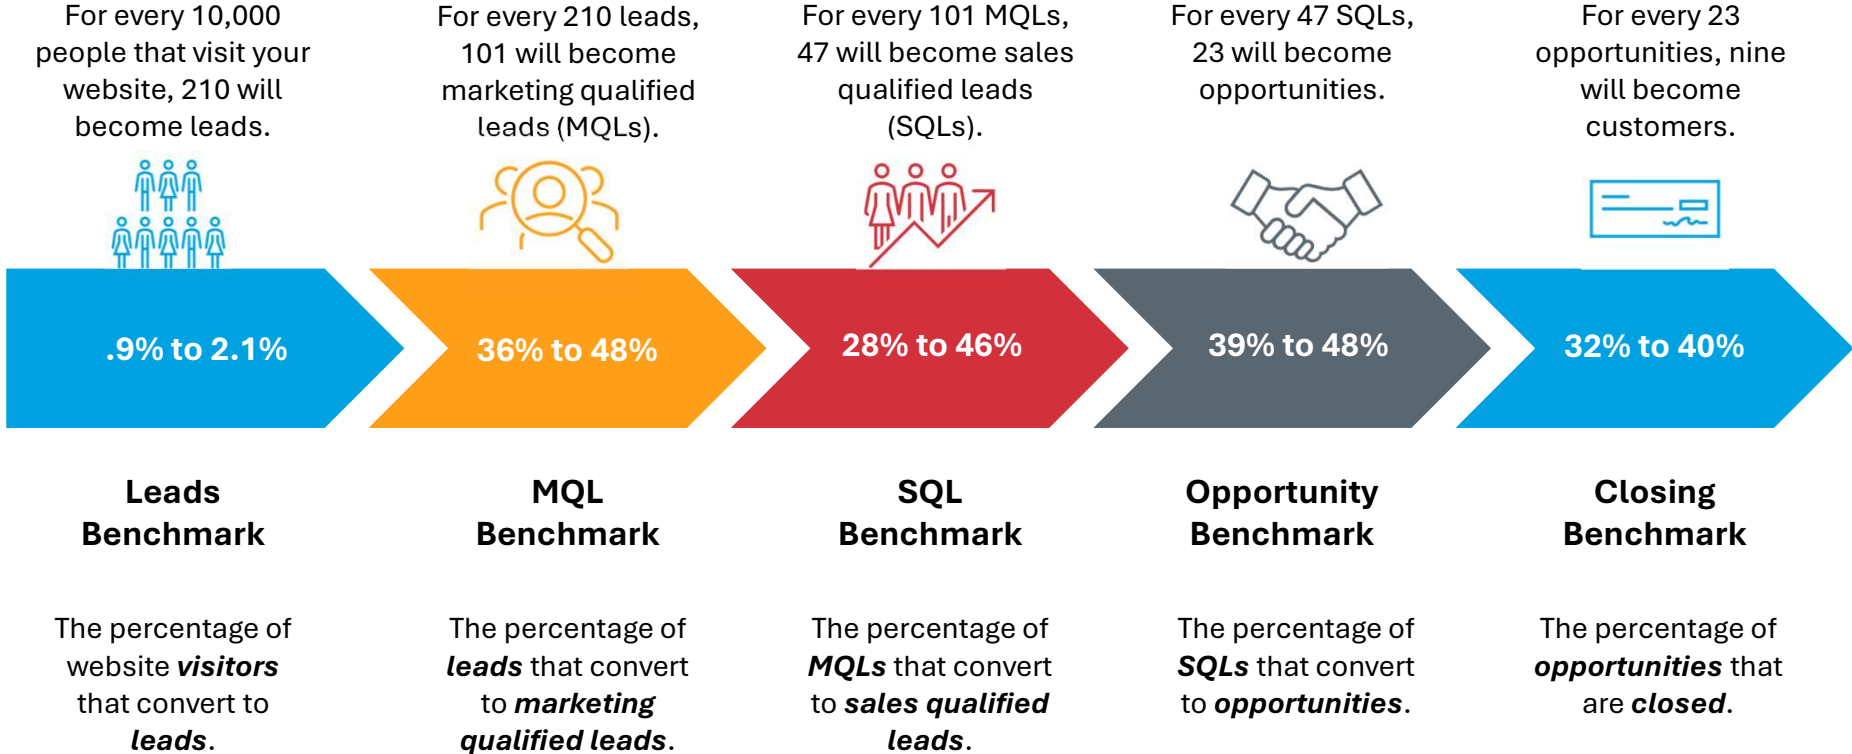 For every 10,000
people that visit your
website, 210 will
become leads.
For every 210 leads,
101 will become
marketing qualified
leads (MQLs).
For every 101 MQLs,
47 will become sales
qualified leads
(SQLs).
For every 47 SQLs,
23 will become
opportunities.
For every 23
opportunities, nine
will become
customers.
.9% to 2.1%
36% to 48%
28% to 46%
39% to 48%
32% to 40%
Leads
Benchmark
MQL
Benchmark
SQL
Benchmark
Opportunity
Benchmark
Closing
Benchmark
The percentage of
website visitors
that convert to
leads.
The percentage of
leads that convert
to marketing
qualified leads.
The percentage of
MQLs that convert
to sales qualified
leads.
The percentage of
SQLs that convert
to opportunities.
The percentage of
opportunities that
are closed.